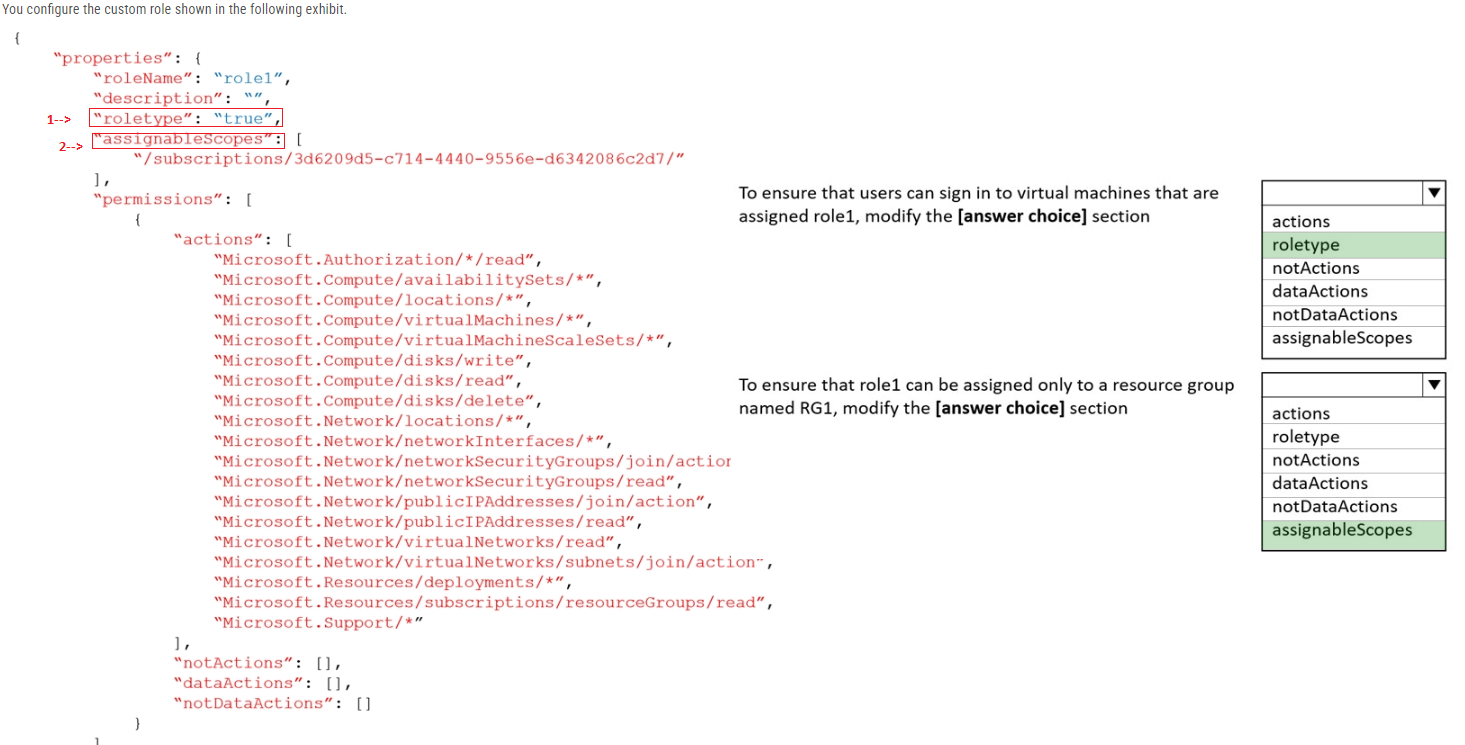 You configure the custom role shown in the following exhibit.
{
"properties": {
"roleName": "role1",
"description": "",
1--> "roletype": "true",
2--> "assignableScopes": [
"/subscriptions/3d6209d5-c714-4440-9556e-d6342086c2d7/"
],
"permissions": [
{
"actions": [
"Microsoft.Authorization/*/read",
"Microsoft.Compute/availabilitySets/*",
"Microsoft.Compute/locations/*",
"Microsoft.Compute/virtualMachines/*",
"Microsoft.Compute/virtualMachineScaleSets/*",
"Microsoft.Compute/disks/write",
"Microsoft.Compute/disks/read",
"Microsoft.Compute/disks/delete",
"Microsoft.Network/locations/*",
"Microsoft.Network/networkInterfaces/*",
"Microsoft.Network/networkSecurityGroups/join/action
"Microsoft.Network/networkSecurityGroups/read",
"Microsoft.Network/publicIPAddresses/join/action",
"Microsoft.Network/publicIPAddresses/read",
"Microsoft.Network/virtualNetworks/read",
"Microsoft.Network/virtualNetworks/subnets/join/action",
"Microsoft.Resources/deployments/*",
"Microsoft.Resources/subscriptions/resourceGroups/read",
"Microsoft.Support/*"
],
"notActions": [],
"dataActions": [],
"notDataActions": []
}
]
To ensure that users can sign in to virtual machines that are
assigned role1, modify the [answer choice] section
actions
roletype
notActions
dataActions
notDataActions
assignableScopes
To ensure that role1 can be assigned only to a resource group
named RG1, modify the [answer choice] section
actions
roletype
notActions
dataActions
notDataActions
assignableScopes